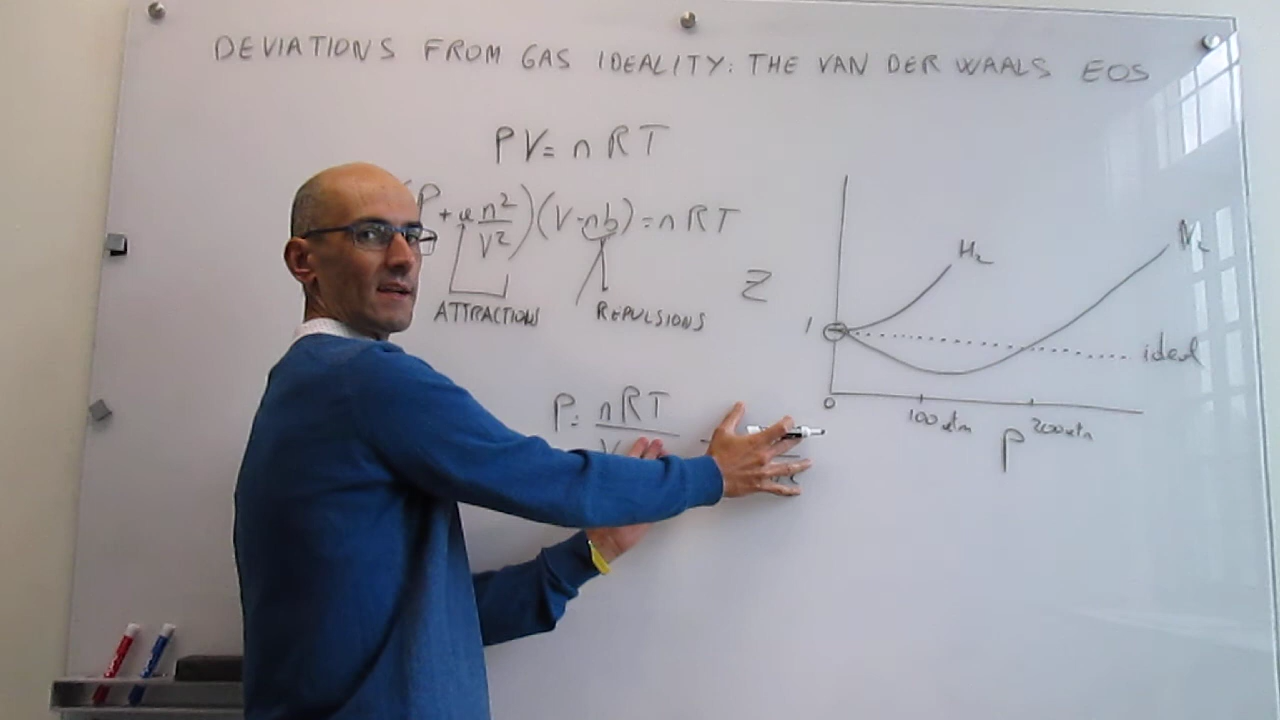 DEVIATIONS FROM GAS IDEALITY: THE VAN DER WAALS EOS
PV = nRT
(P + a n²/V²)(V-nb) = nRT
ATTRACTIONS REPULSIONS
P = nRT
Z
1
H₂
N₂
ideal
0
100 atm
200 atm
P